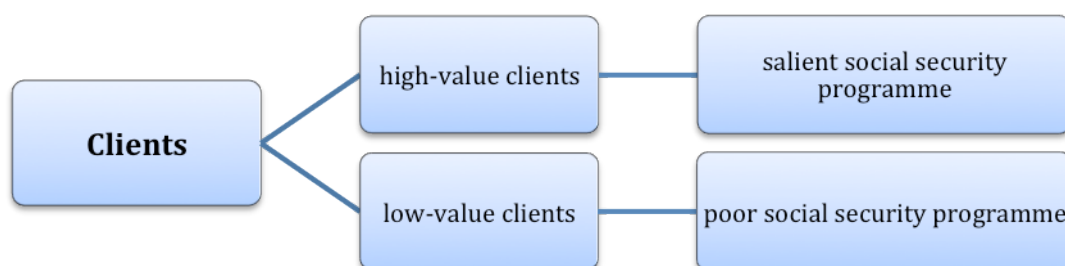 Clients
high-value clients
salient social security
programme
low-value clients
poor social security programme